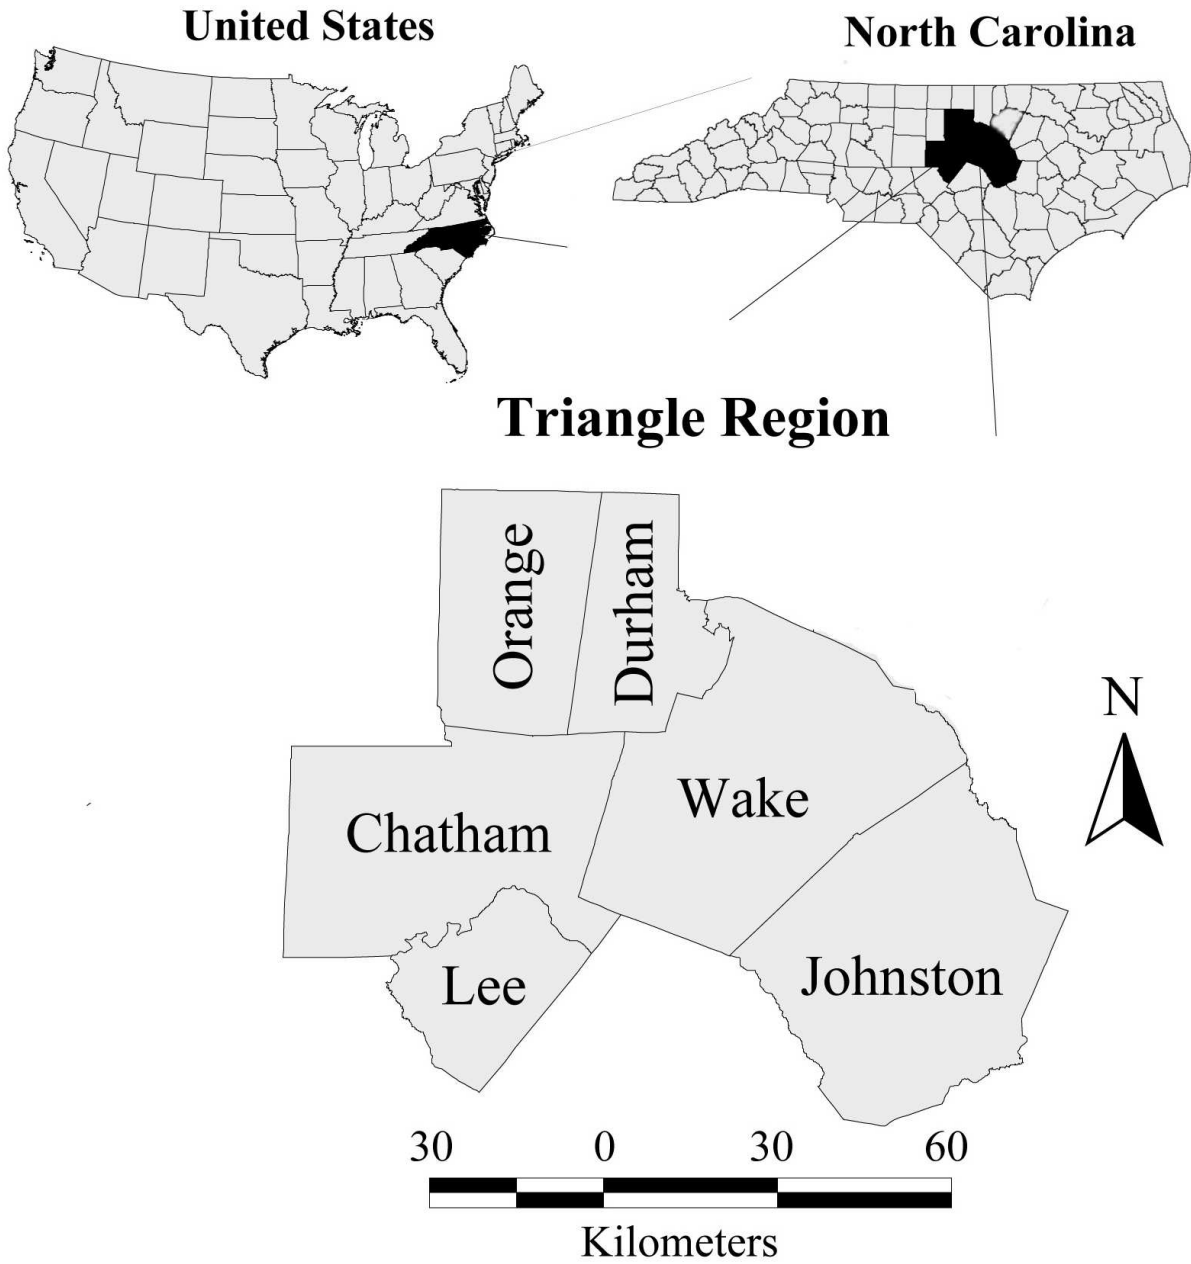 United States
North Carolina
Triangle Region
Orange
Durham
N
Wake
Chatham
Johnston
Lee
30 0 30 60
Kilometers